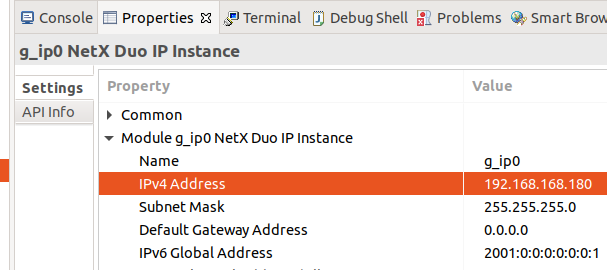 Console Properties Terminal Debug Shell Problems Smart Brow
g_ip0 NetX Duo IP Instance
Settings
API Info
Property Value
Common
Module g_ip0 NetX Duo IP Instance
Name g_ip0
IPv4 Address 192.168.168.180
Subnet Mask 255.255.255.0
Default Gateway Address 0.0.0.0
IPv6 Global Address 2001:0:0:0:0:0:0:1